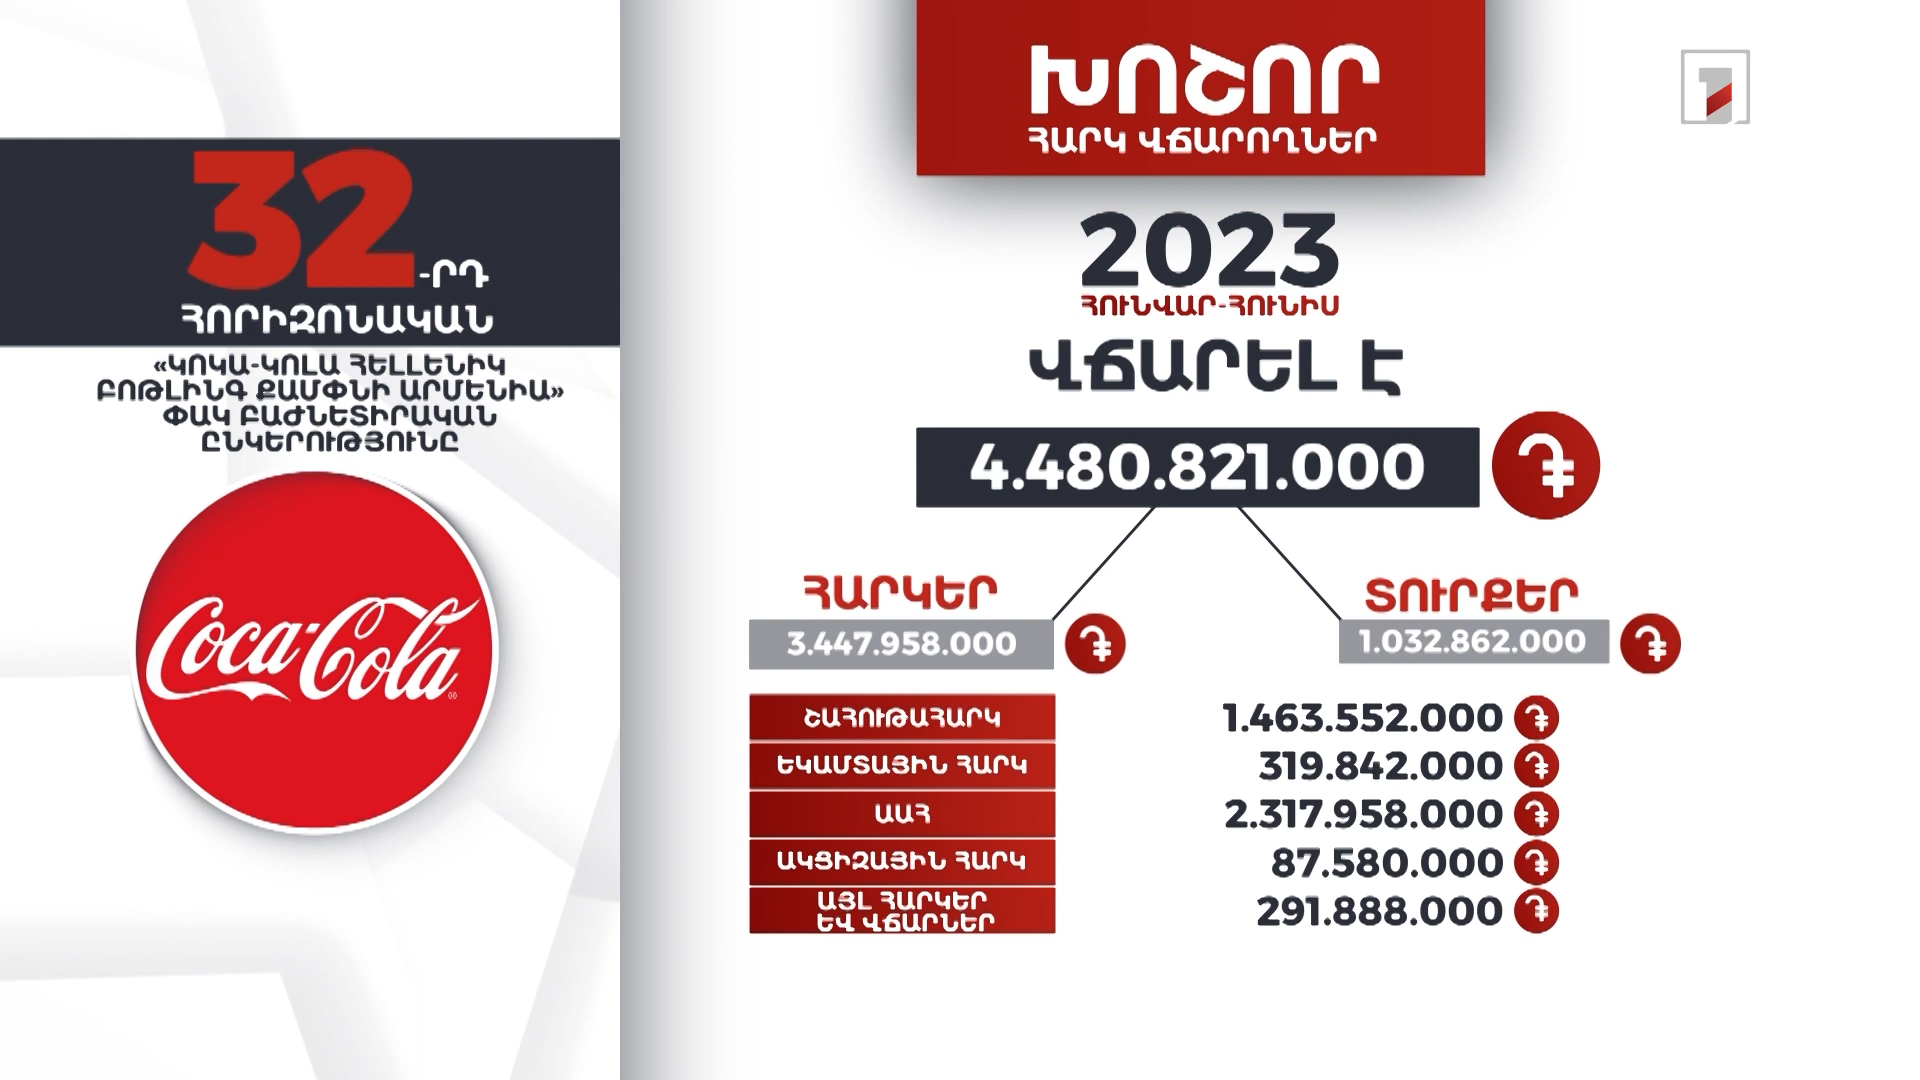 32-ՐԴ
ՀՈՐԻԶՈՆԱԿԱՆ
«ԿՈԿԱ-ԿՈԼԱ ՀԵԼԼԵՆԻԿ
ԲՈԹԼԻՆԳ ՔԱՄՓՆԻ ԱՐՄԵՆԻԱ»
ՓԱԿ ԲԱԺՆԵՏԻՐԱԿԱՆ
ԸՆԿԵՐՈՒԹՅՈՒՆԸ
Coca-Cola®
ԽՈՇՈՐ
ՀԱՐԿ ՎՃԱՐՈՂՆԵՐ
1
2023
ՀՈՒՆՎԱՐ-ՀՈՒՆԻՍ
ՎՃԱՐԵԼ Է
4.480.821.000 ֏
ՀԱՐԿԵՐ
3.447.958.000 ֏
ՏՈՒՐՔԵՐ
1.032.862.000 ֏
ՇԱՀՈՒԹԱՀԱՐԿ 1.463.552.000 ֏
ԵԿԱՄՏԱՅԻՆ ՀԱՐԿ 319.842.000 ֏
ԱԱՀ 2.317.958.000 ֏
ԱԿՑԻԶԱՅԻՆ ՀԱՐԿ 87.580.000 ֏
ԱՅԼ ՀԱՐԿԵՐ
ԵՎ ՎՃԱՐՆԵՐ 291.888.000 ֏